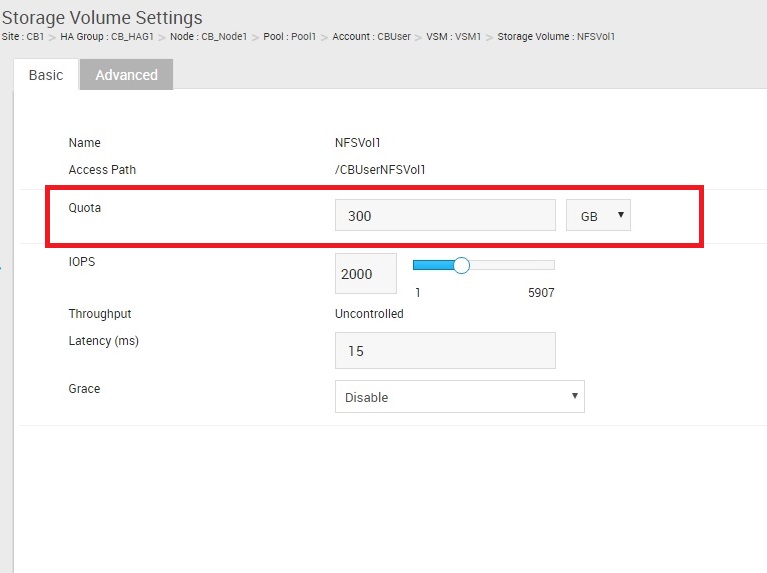 Storage Volume Settings
Site : CB1 > HA Group : CB_HAG1 > Node : CB_Node1 > Pool : Pool1 > Account : CBUser > VSM : VSM1 > Storage Volume : NFSVol1
Basic Advanced
Name NFSVol1
Access Path /CBUserNFSVol1
Quota 300 GB
IOPS 2000
1 5907
Throughput Uncontrolled
Latency (ms) 15
Grace Disable